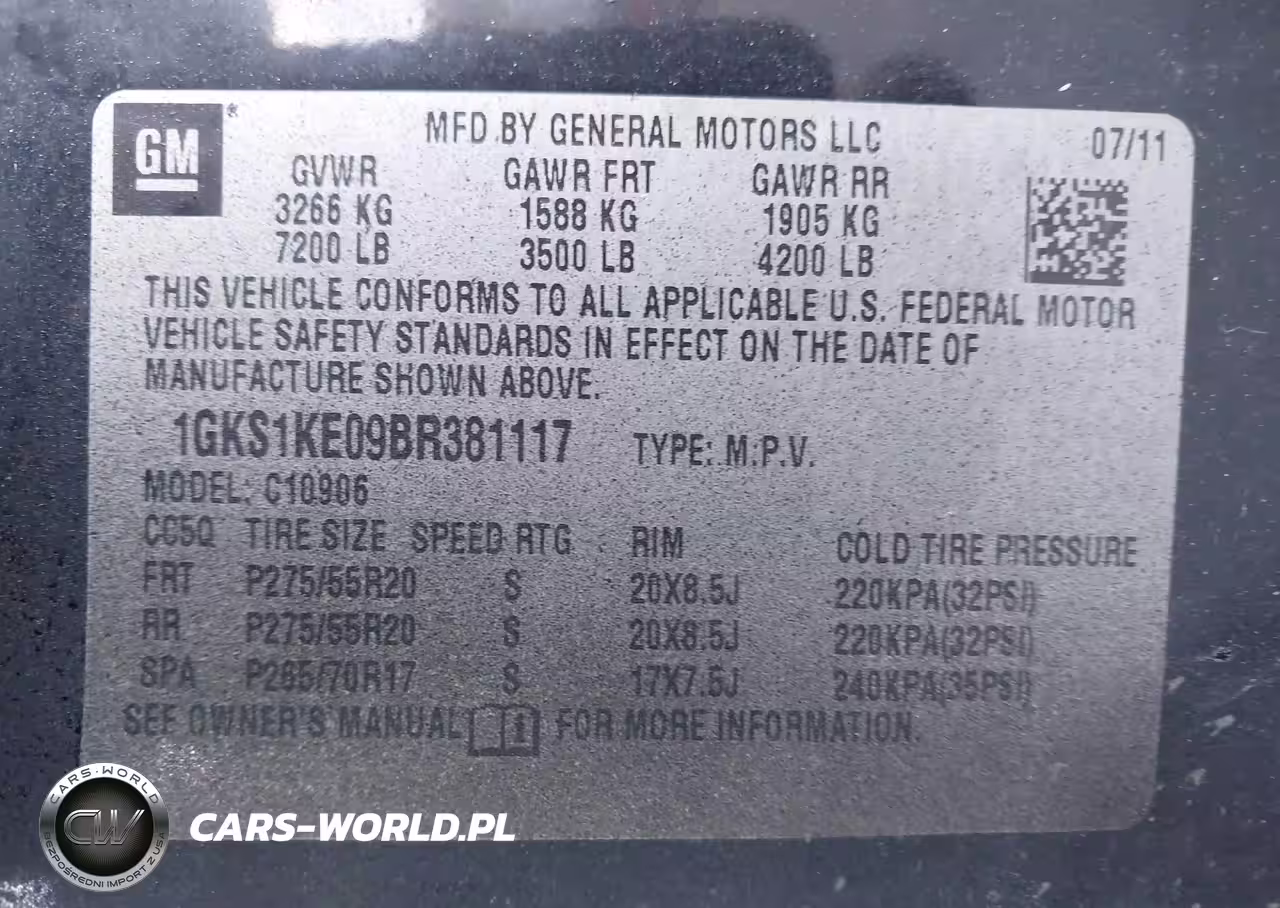 GM
MFD BY GENERAL MOTORS LLC 07/11
GVWR GAWR FRT GAWR RR
3266 KG 1588 KG 1905 KG
7200 LB 3500 LB 4200 LB
THIS VEHICLE CONFORMS TO ALL APPLICABLE U.S. FEDERAL MOTOR
VEHICLE SAFETY STANDARDS IN EFFECT ON THE DATE OF
MANUFACTURE SHOWN ABOVE.
1GKS1KE09BR381117 TYPE: M.P.V.
MODEL: C10906
CC5Q TIRE SIZE SPEED RTG RIM COLD TIRE PRESSURE
FRT P275/55R20 S 20X8.5J 220KPA(32PSI)
RR P275/55R20 S 20X8.5J 220KPA(32PSI)
SPA P265/70R17 S 17X7.5J 240KPA(35PSI)
SEE OWNER'S MANUAL FOR MORE INFORMATION.
CARS-WORLD
CW
BEZPOŚREDNI IMPORT Z USA
CARS-WORLD.PL